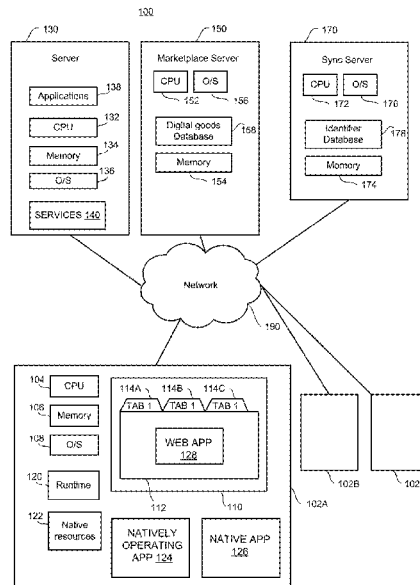 100
130
150
170
Server
Marketplace Server
Sync Server
Applications
138
CPU
O/S
152
156
CPU
O/S
172
176
CPU
132
Digital goods Database
158
Identifier Database
178
Memory
134
Memory
154
Memory
174
O/S
136
SERVICES 140
Network
190
104
CPU
106
Memory
108
O/S
120
Runtime
122
Native resources
114A
114B
114C
TAB 1
TAB 1
TAB 1
WEB APP
128
112
110
102A
NATIVELY OPERATING APP 124
NATIVE APP
126
102B
102